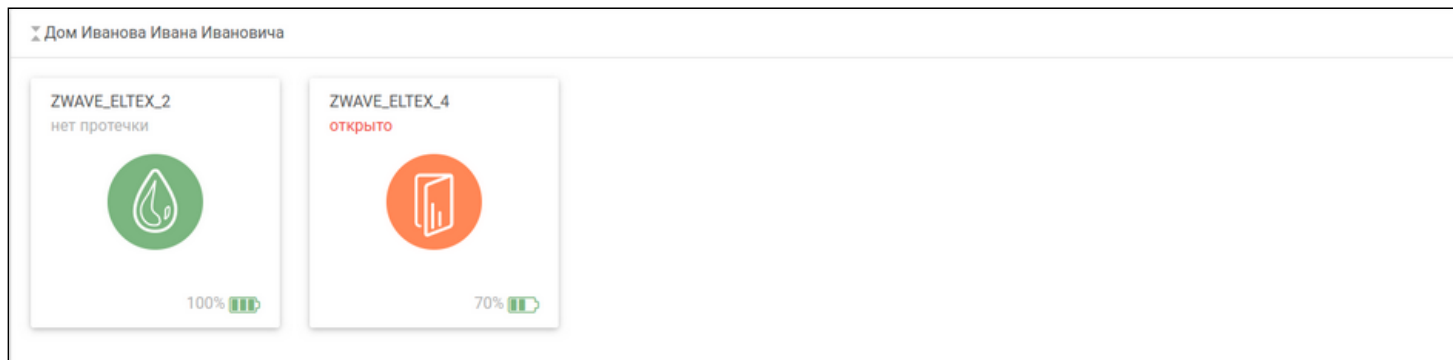 Дом Иванова Ивана Ивановича
ZWAVE_ELTEX_2
нет протечки
100%
ZWAVE_ELTEX_4
открыто
70%